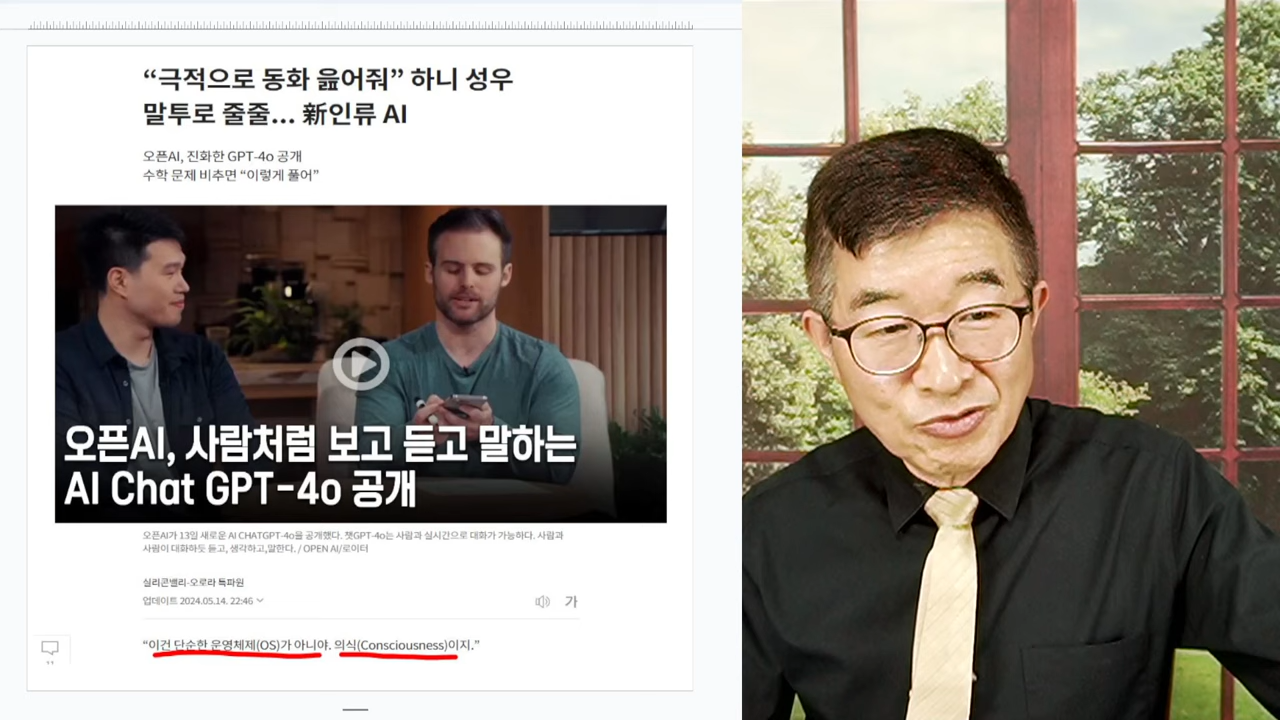 “극적으로 동화 읊어줘” 하니 성우
말투로 줄줄... 新인류 AI
오픈AI, 진화한 GPT-4o 공개
수학 문제 비추면 “이렇게 풀어”
오픈AI, 사람처럼 보고 듣고 말하는
AI Chat GPT-4o 공개
오픈AI가 13일 새로운 AI CHATGPT-4o을 공개했다. 챗GPT-4o는 사람과 실시간으로 대화가 가능하다. 사람과
사람이 대화하듯 듣고, 생각하고,말한다. / OPEN AI/로이터
실리콘밸리·오로라 특파원
업데이트 2024.05.14. 22:46
가
“이건 단순한 운영체제(OS)가 아니야. 의식(Consciousness)이지.”